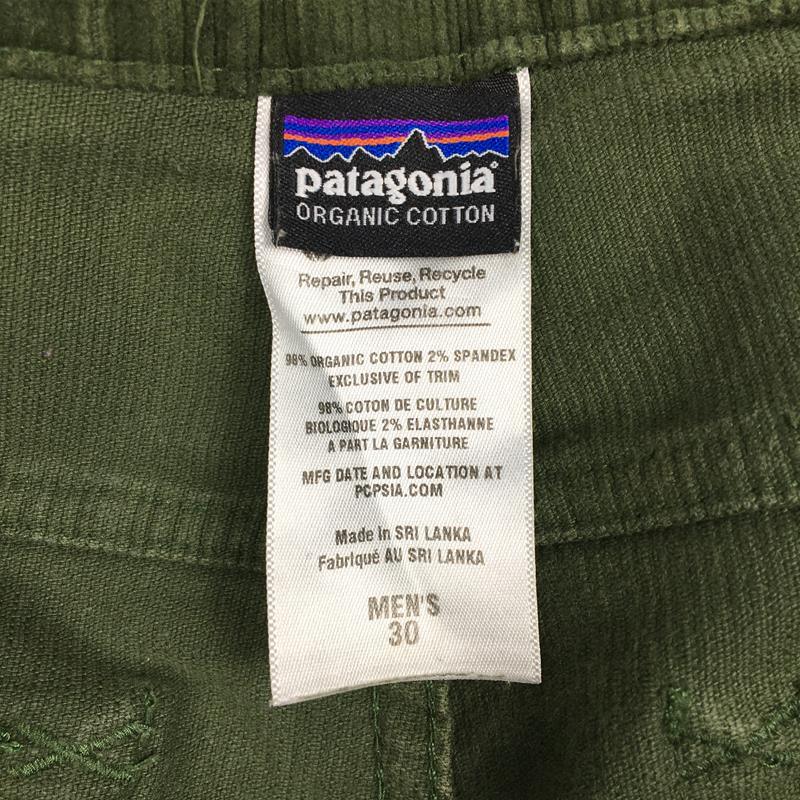 patagonia®
ORGANIC COTTON
Repair, Reuse, Recycle
This Product
www.patagonia.com
98% ORGANIC COTTON 2% SPANDEX
EXCLUSIVE OF TRIM
98% COTON DE CULTURE
BIOLOGIQUE 2% ELASTHANNE
A PART LA GARNITURE
MFG DATE AND LOCATION AT
PCPSIA.COM
Made in SRI LANKA
Fabriqué AU SRI LANKA
MEN'S
30